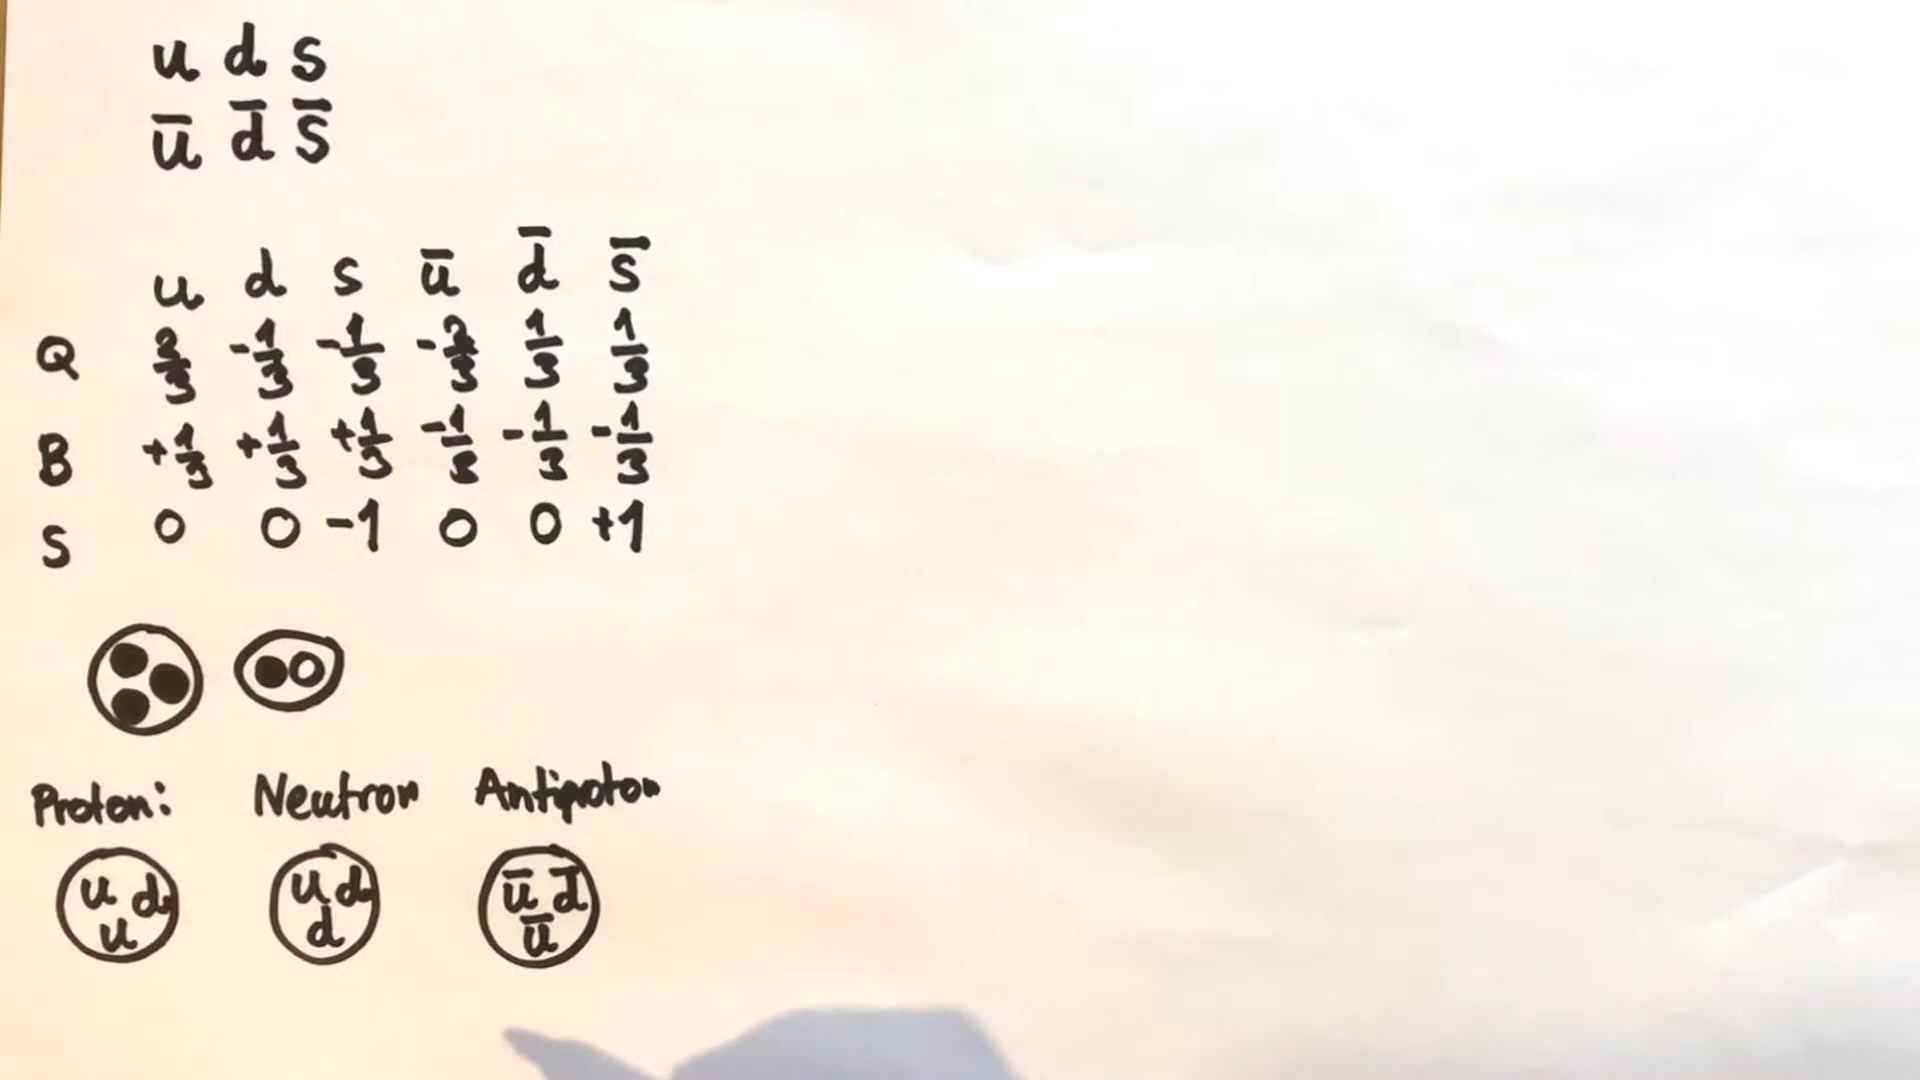 u d s
ū d̄ s̄
u d s ū d̄ s̄
Q 2/3 -1/3 -1/3 -2/3 1/3 1/3
B +1/3 +1/3 +1/3 -1/3 -1/3 -1/3
S 0 0 -1 0 0 +1
Proton: Neutron Antiproton
u d u d ū d̄
u d ū